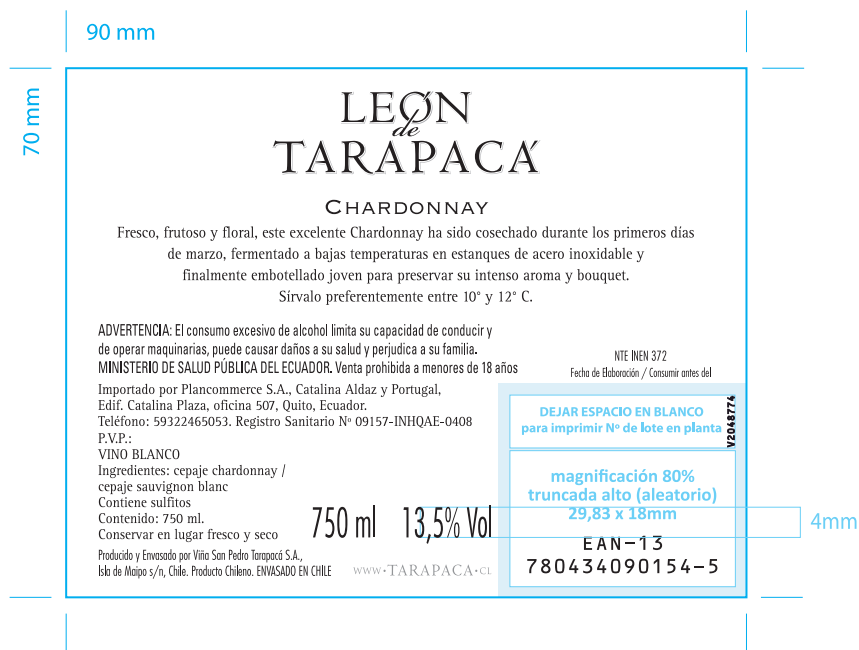 90 mm
70 mm
LEÓN
de
TARAPACÁ
CHARDONNAY
Fresco, frutoso y floral, este excelente Chardonnay ha sido cosechado durante los primeros días
de marzo, fermentado a bajas temperaturas en estanques de acero inoxidable y
finalmente embotellado joven para preservar su intenso aroma y bouquet.
Sírvalo preferentemente entre 10° y 12° C.
ADVERTENCIA: El consumo excesivo de alcohol limita su capacidad de conducir y
de operar maquinarias, puede causar daños a su salud y perjudica a su familia.
MINISTERIO DE SALUD PÚBLICA DEL ECUADOR. Venta prohibida a menores de 18 años
NTE INEN 372
Fecha de Elaboración / Consumir antes del
Importado por Plancommerce S.A., Catalina Aldaz y Portugal,
Edif. Catalina Plaza, oficina 507, Quito, Ecuador.
Teléfono: 59322465053. Registro Sanitario Nº 09157-INHQAE-0408
P.V.P.:
VINO BLANCO
Ingredientes: cepaje chardonnay /
cepaje sauvignon blanc
Contiene sulfitos
Contenido: 750 ml.
Conservar en lugar fresco y seco
Producido y Envasado por Viña San Pedro Tarapacá S.A.,
Isla de Maipo s/n, Chile. Producto Chileno. ENVASADO EN CHILE
750 ml 13,5% Vol
WWW·TARAPACA·CL
DEJAR ESPACIO EN BLANCO
para imprimir Nº de lote en planta
V2048774
magnificación 80%
truncada alto (aleatorio)
29,83 x 18mm
4mm
EAN-13
780434090154-5